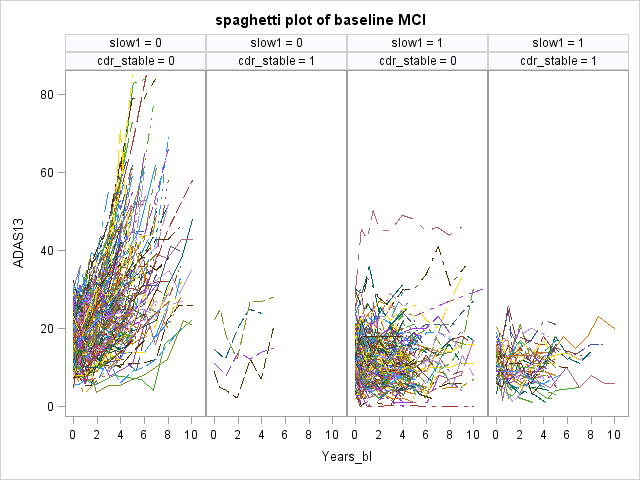 spaghetti plot of baseline MCI
slow1 = 0 slow1 = 0 slow1 = 1 slow1 = 1
cdr_stable = 0 cdr_stable = 1 cdr_stable = 0 cdr_stable = 1
80
60
40
20
0
ADAS13
0 2 4 6 8 10 0 2 4 6 8 10 0 2 4 6 8 10 0 2 4 6 8 10
Years_bl